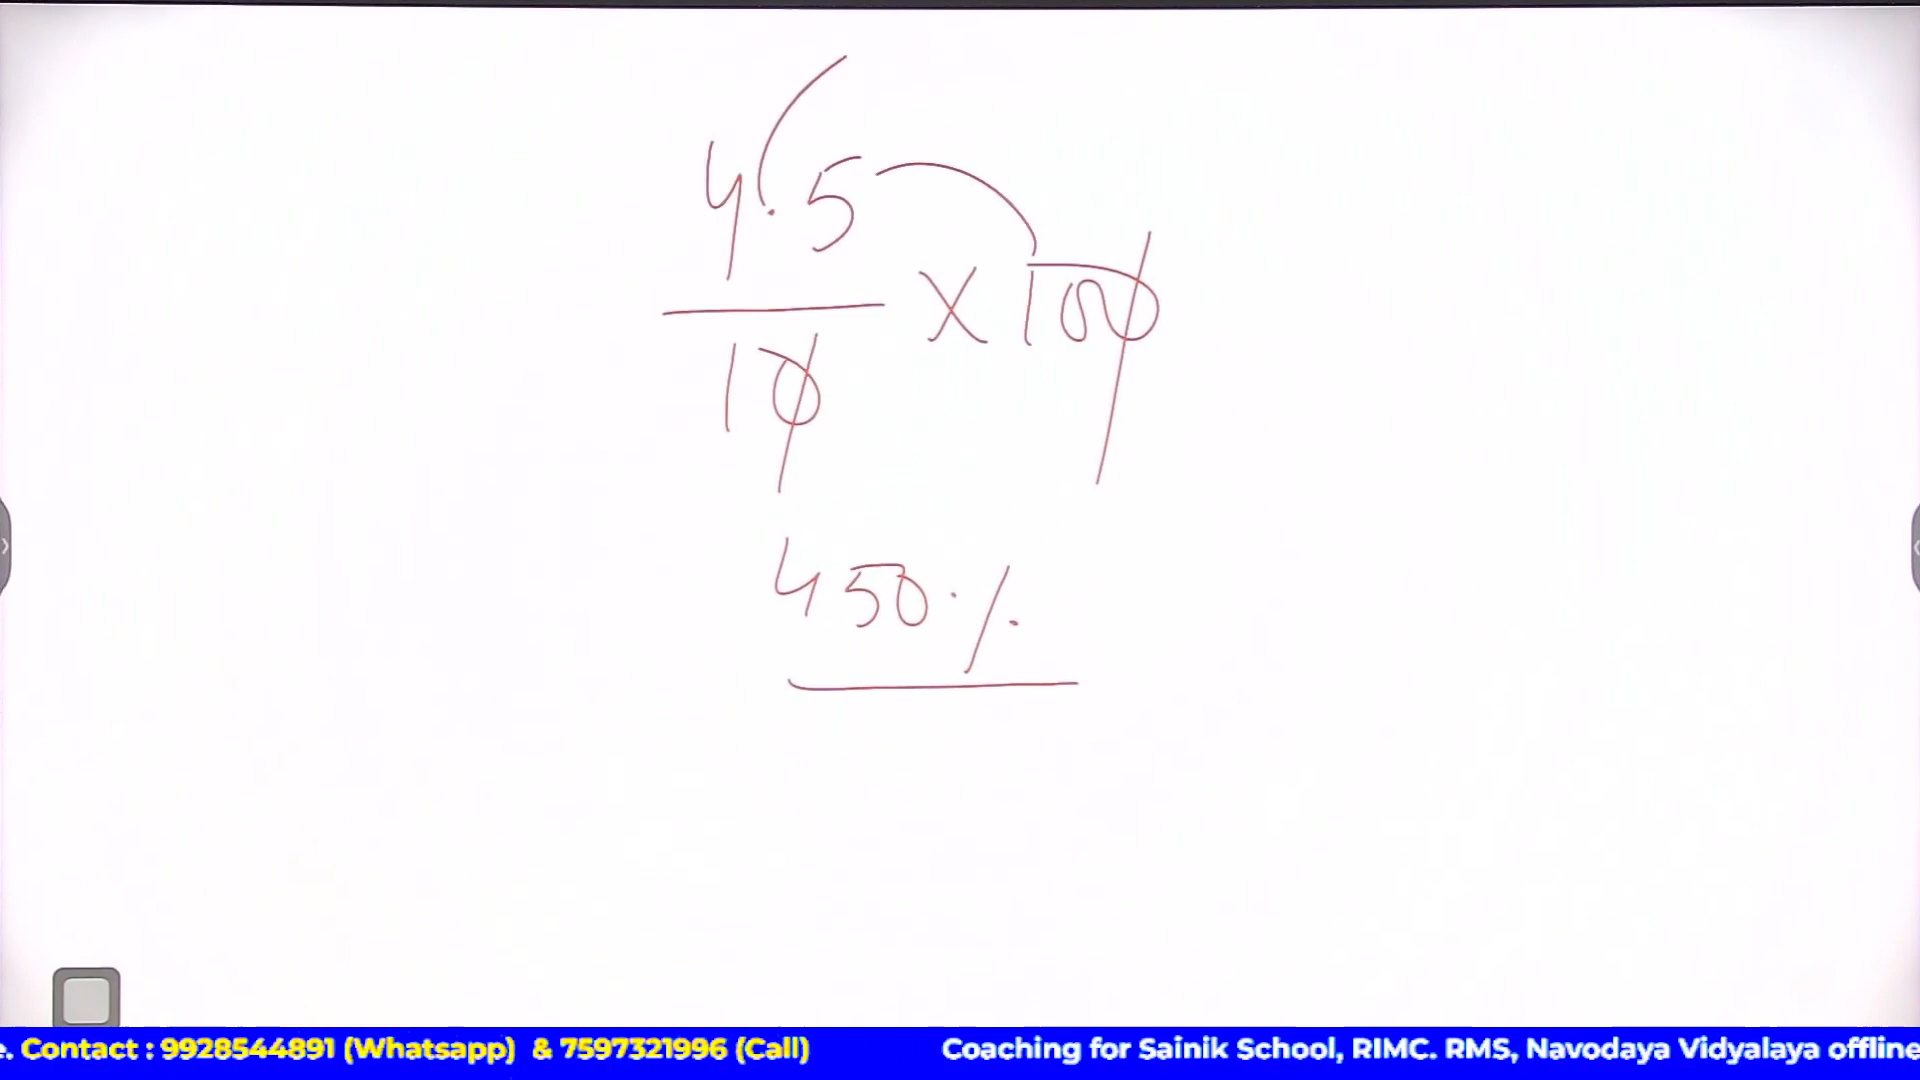 4.5
× 100
10
450%
e. Contact : 9928544891 (Whatsapp) & 7597321996 (Call) Coaching for Sainik School, RIMC. RMS, Navodaya Vidyalaya offline